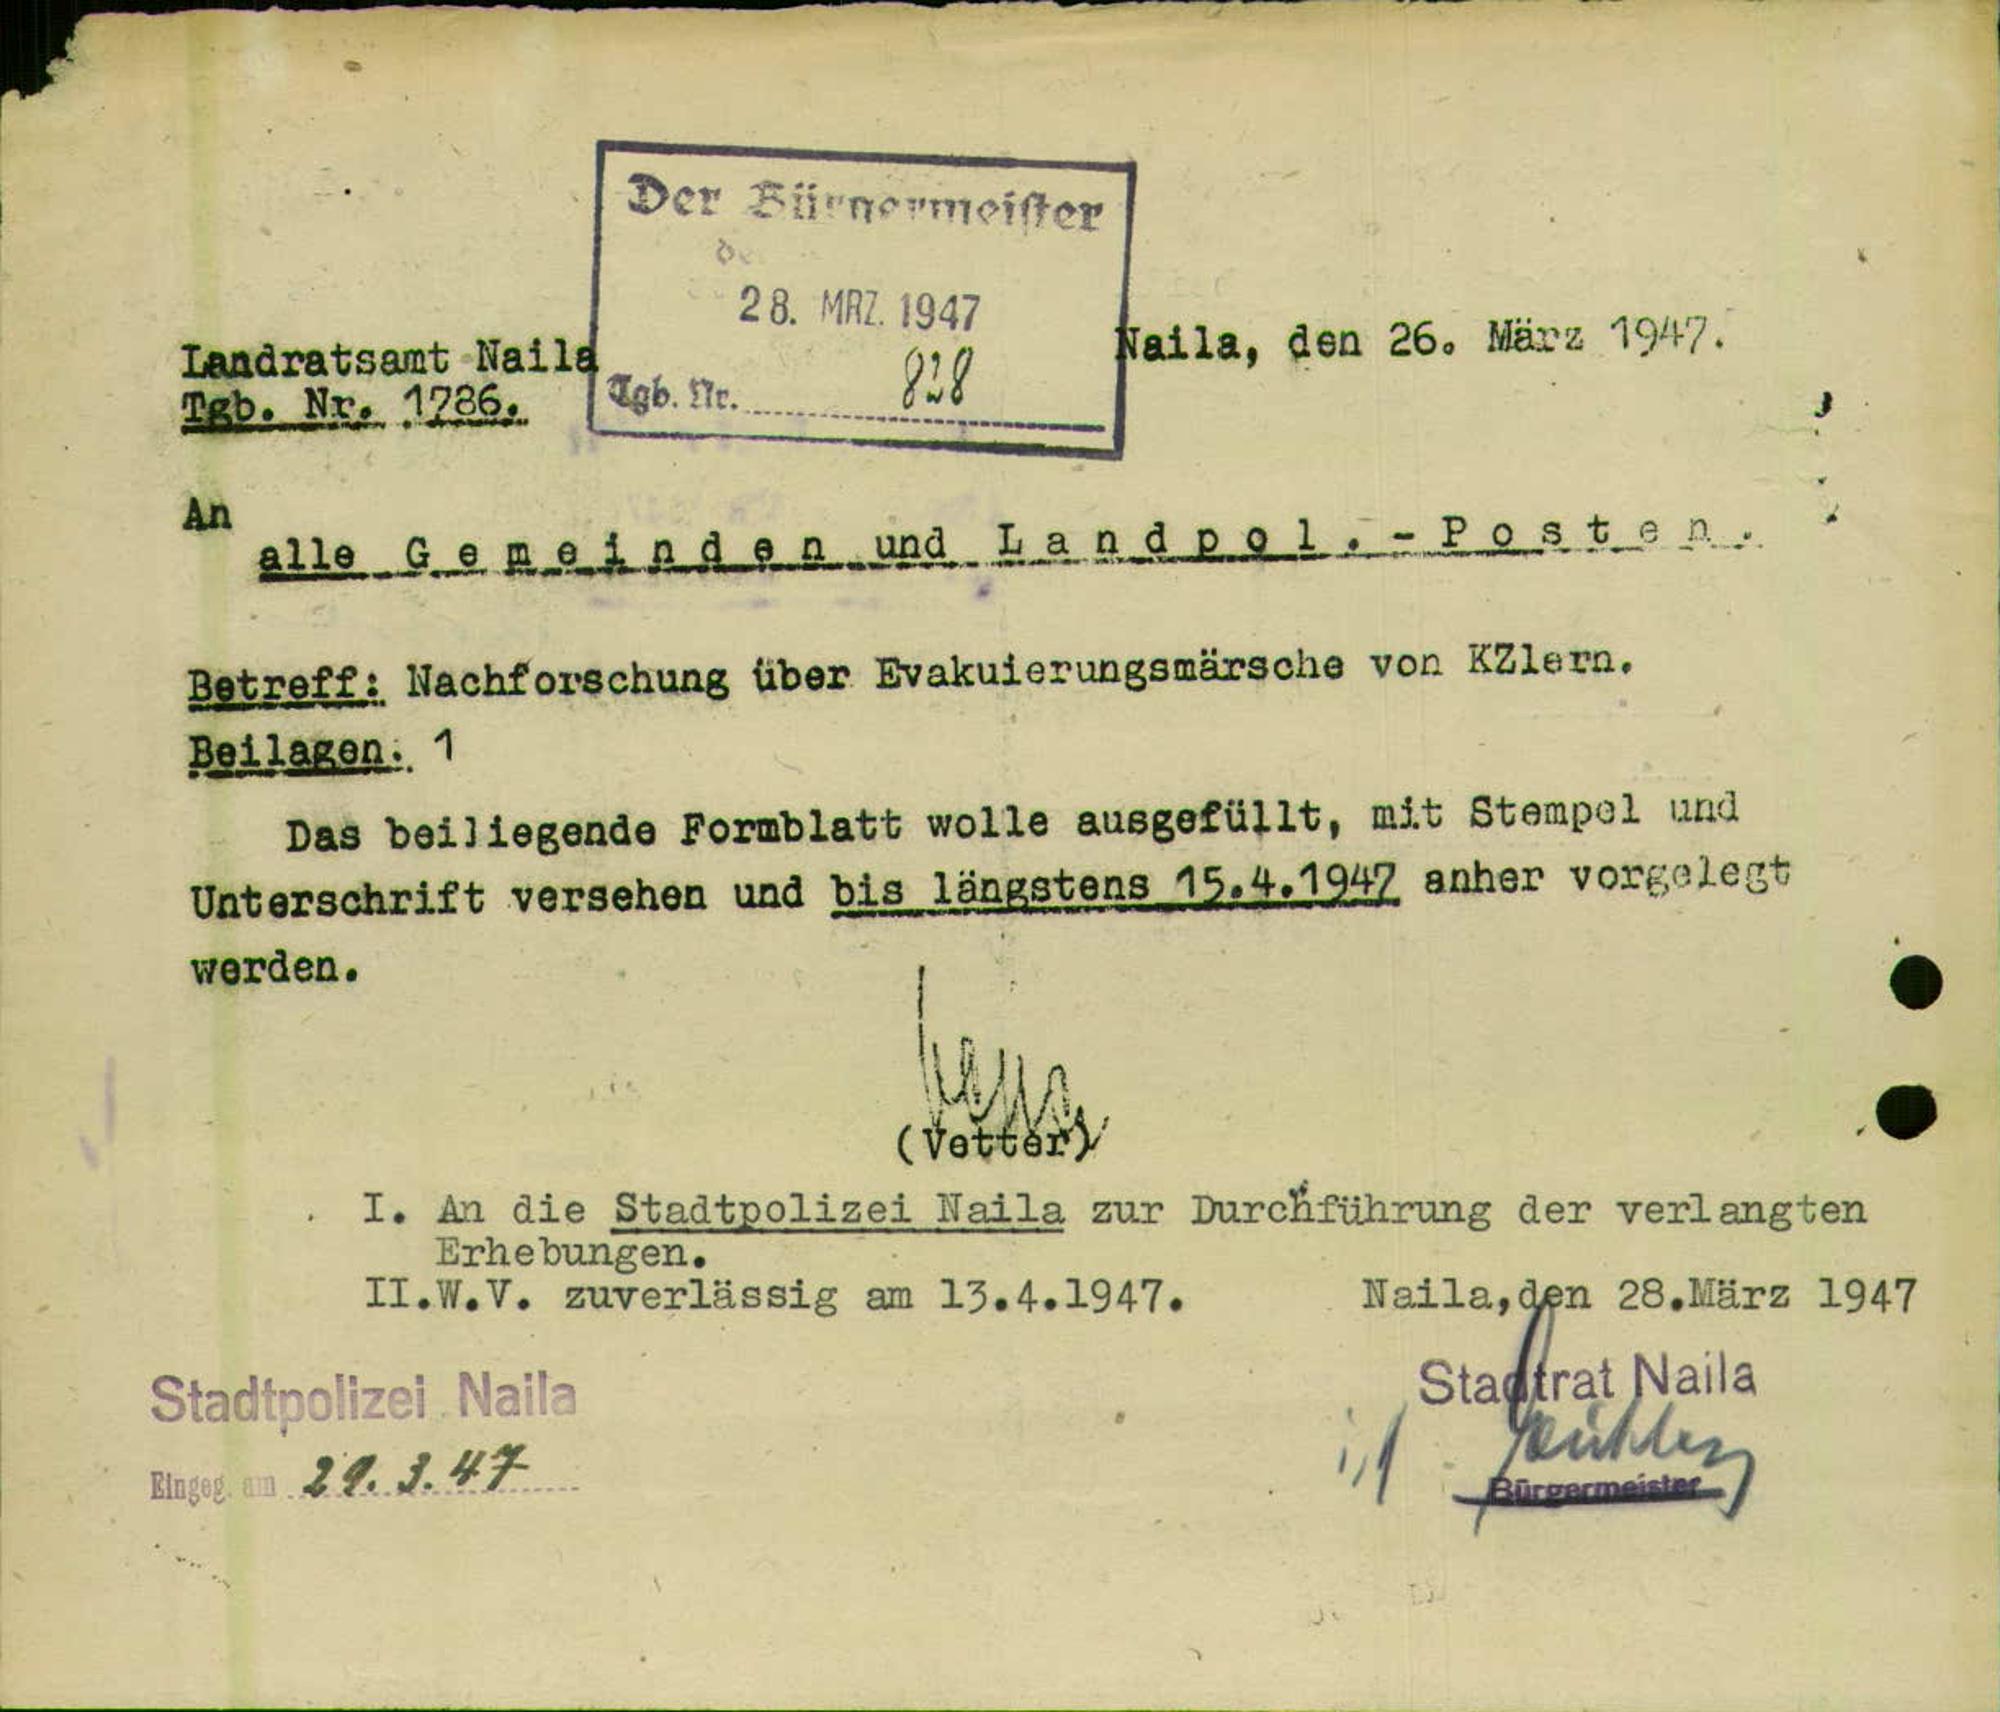 Der Bürgermeister
28. MRZ. 1947
Tgb. Nr. 828
Landratsamt Naila
Naila, den 26. März 1947.
Tgb. Nr. 1786.
An
alle G e m e i n d e n und L a n d p o l . - P o s t e n .
Betreff: Nachforschung über Evakuierungsmärsche von KZlern.
Beilagen: 1
Das beiliegende Formblatt wolle ausgefüllt, mit Stempel und
Unterschrift versehen und bis längstens 15.4.1947 anher vorgelegt
werden.
(Vetter)
I. An die Stadtpolizei Naila zur Durchführung der verlangten
Erhebungen.
II.W.V. zuverlässig am 13.4.1947. Naila,den 28.März 1947
Stadtpolizei Naila
Stadtrat Naila
Eingeg. am 29.3.47
Bürgermeister